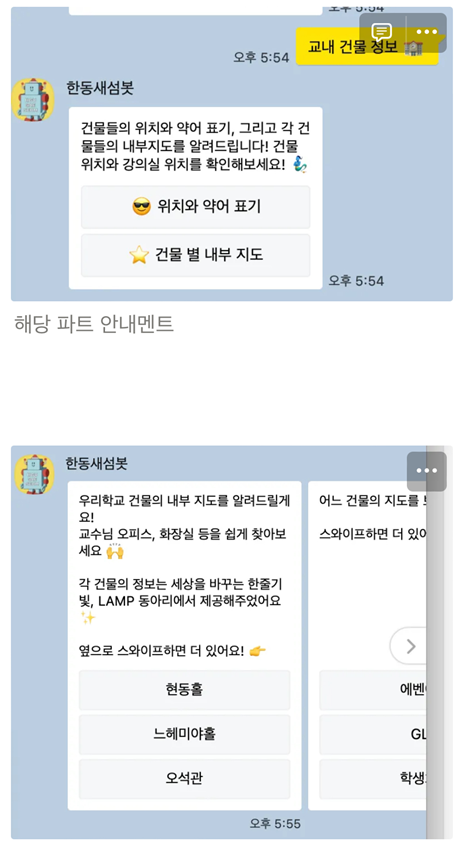 오후 5:54
교내 건물 정보
오후 5:54
한동새섬봇
건물들의 위치와 약어 표기, 그리고 각 건
물들의 내부지도를 알려드립니다! 건물
위치와 강의실 위치를 확인해보세요!
😎 위치와 약어 표기
⭐ 건물 별 내부 지도
오후 5:54
해당 파트 안내멘트
한동새섬봇
우리학교 건물의 내부 지도를 알려드릴게
요!
교수님 오피스, 화장실 등을 쉽게 찾아보
세요 🙌
각 건물의 정보는 세상을 바꾸는 한줄기
빛, LAMP 동아리에서 제공해주었어요
✨
옆으로 스와이프하면 더 있어요! 👉
현동홀
느헤미야홀
오석관
어느 건물의 지도를
스와이프하면 더 있어
에벤
GL
학생
오후 5:55